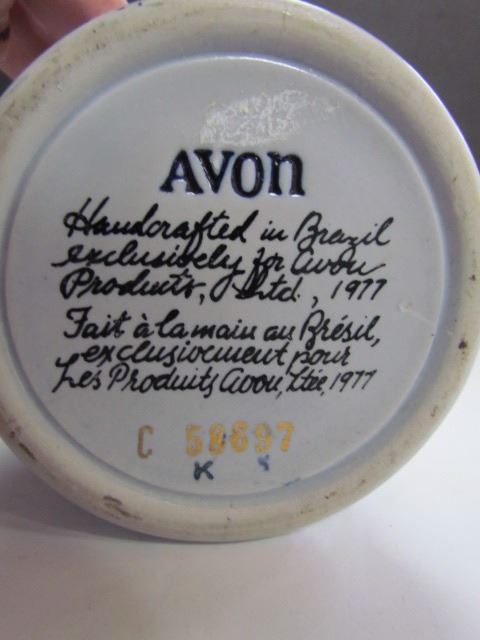 AVON
Handcrafted in Brazil
exclusively for Avon
Products, Ltd., 1977
Fait à la main au Brésil,
exclusivement pour
Les Produits Avon, Ltée, 1977
C 58697
K